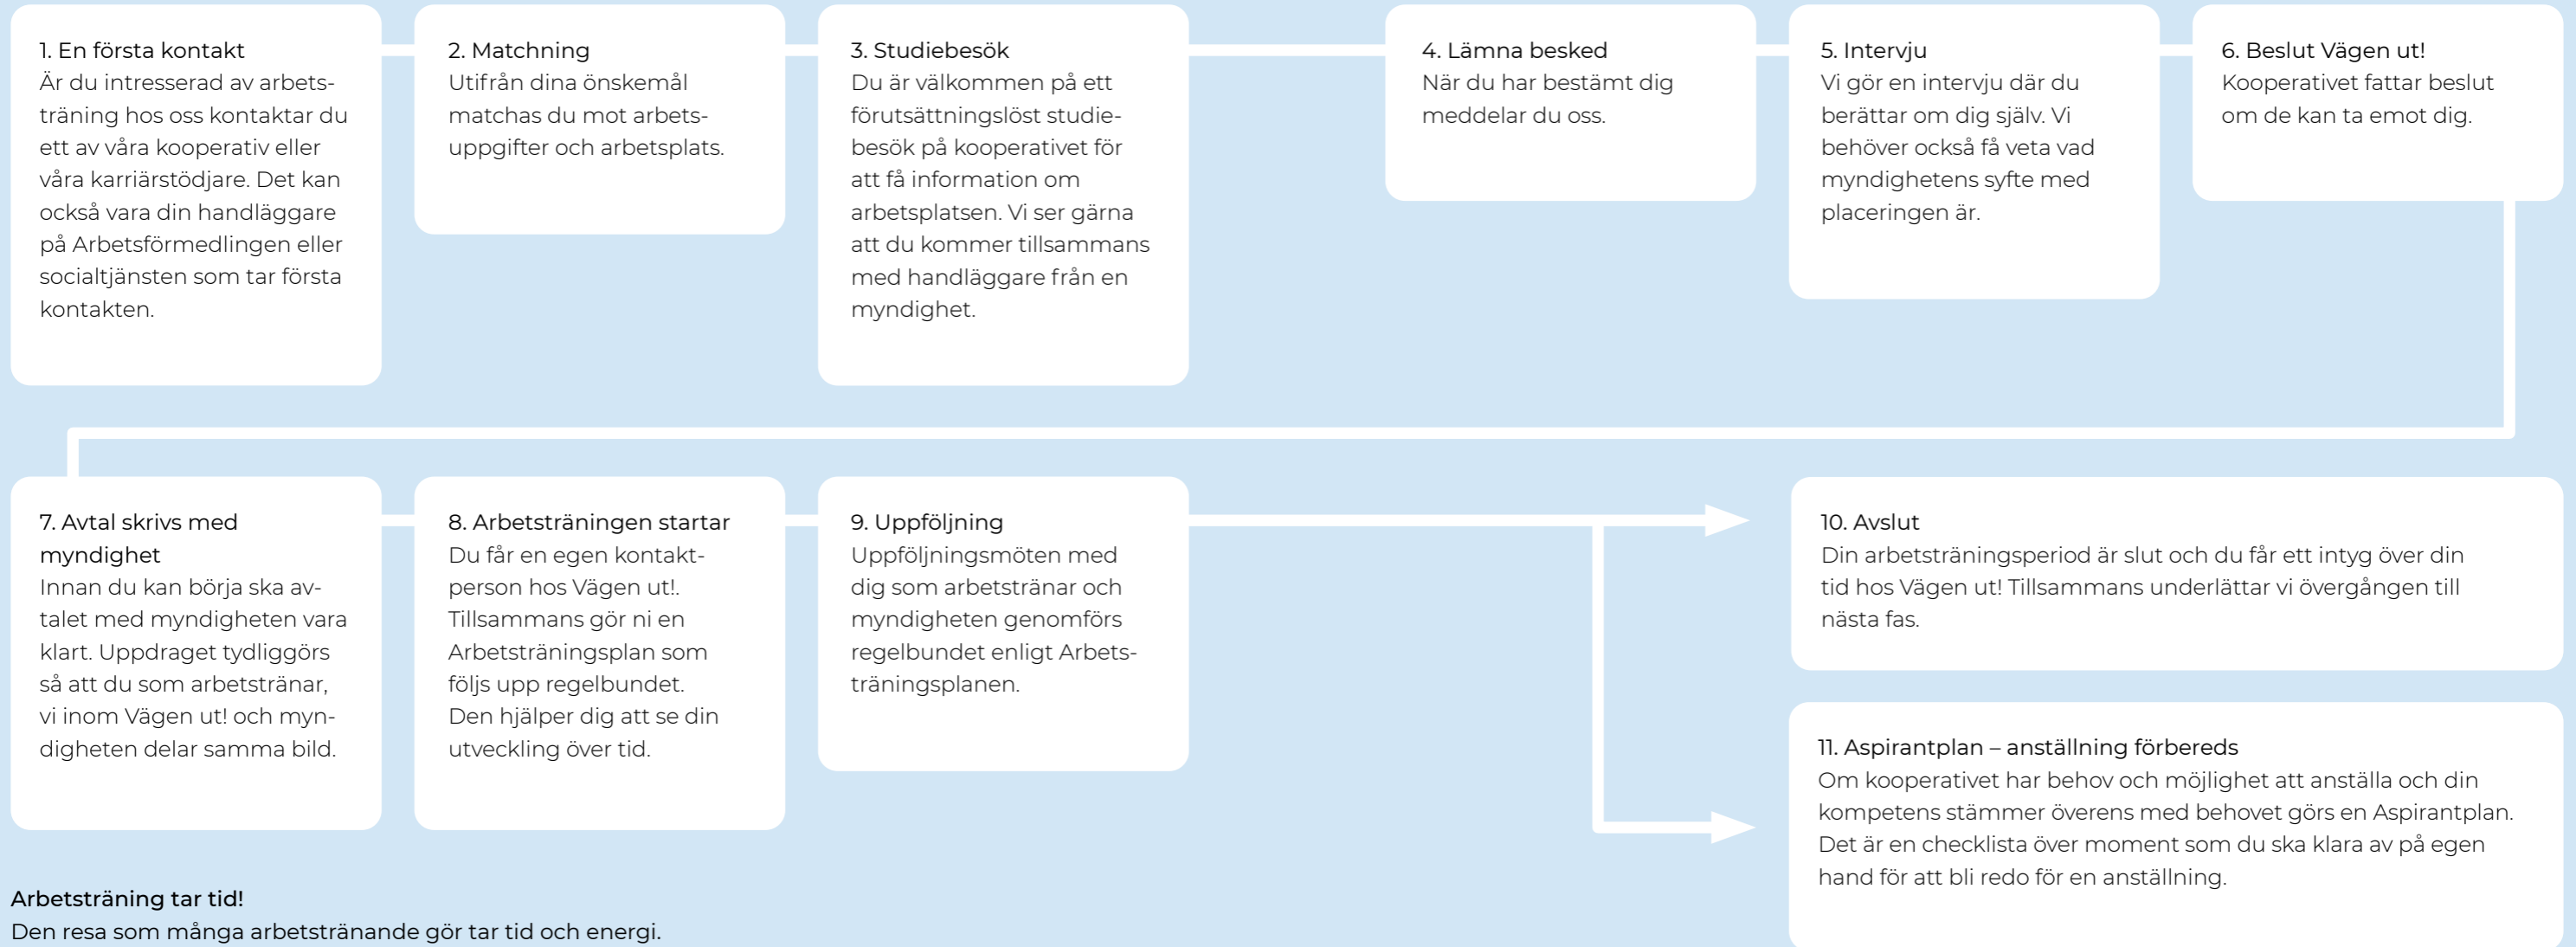 1. En första kontakt
Är du intresserad av arbets-
träning hos oss kontaktar du
ett av våra kooperativ eller
våra karriärstödjare. Det kan
också vara din handläggare
på Arbetsförmedlingen eller
socialtjänsten som tar första
kontakten.
2. Matchning
Utifrån dina önskemål
matchas du mot arbets-
uppgifter och arbetsplats.
3. Studiebesök
Du är välkommen på ett
förutsättningslöst studie-
besök på kooperativet för
att få information om
arbetsplatsen. Vi ser gärna
att du kommer tillsammans
med handläggare från en
myndighet.
4. Lämna besked
När du har bestämt dig
meddelar du oss.
5. Intervju
Vi gör en intervju där du
berättar om dig själv. Vi
behöver också få veta vad
myndighetens syfte med
placeringen är.
6. Beslut Vägen ut!
Kooperativet fattar beslut
om de kan ta emot dig.
7. Avtal skrivs med
myndighet
Innan du kan börja ska av-
talet med myndigheten vara
klart. Uppdraget tydliggörs
så att du som arbetstränar,
vi inom Vägen ut! och myn-
digheten delar samma bild.
8. Arbetsträningen startar
Du får en egen kontakt-
person hos Vägen ut!.
Tillsammans gör ni en
Arbetsträningsplan som
följs upp regelbundet.
Den hjälper dig att se din
utveckling över tid.
9. Uppföljning
Uppföljningsmöten med
dig som arbetstränar och
myndigheten genomförs
regelbundet enligt Arbets-
träningsplanen.
10. Avslut
Din arbetsträningsperiod är slut och du får ett intyg över din
tid hos Vägen ut! Tillsammans underlättar vi övergången till
nästa fas.
11. Aspirantplan – anställning förbereds
Om kooperativet har behov och möjlighet att anställa och din
kompetens stämmer överens med behovet görs en Aspirantplan.
Det är en checklista över moment som du ska klara av på egen
hand för att bli redo för en anställning.
Arbetsträning tar tid!
Den resa som många arbetstränande gör tar tid och energi.